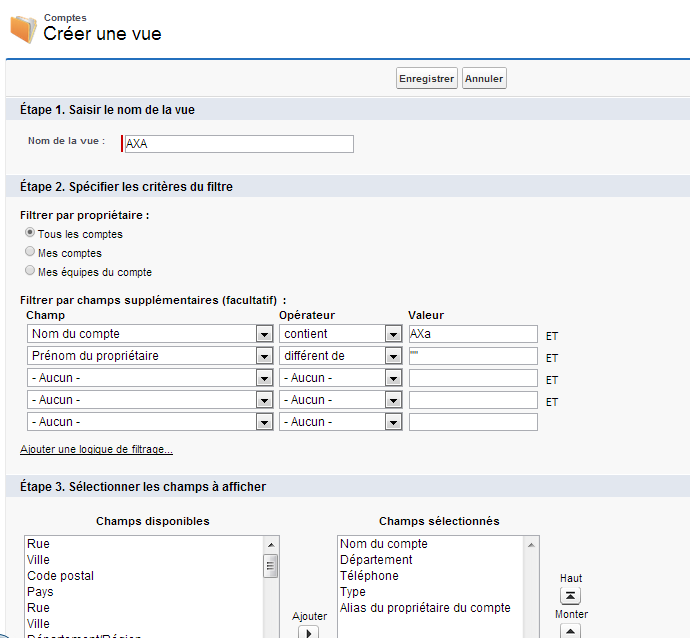 Comptes
Créer une vue
Enregistrer Annuler
Étape 1. Saisir le nom de la vue
Nom de la vue : AXA
Étape 2. Spécifier les critères du filtre
Filtrer par propriétaire :
Tous les comptes
Mes comptes
Mes équipes du compte
Filtrer par champs supplémentaires (facultatif) :
Champ Opérateur Valeur
Nom du compte contient AXa ET
Prénom du propriétaire différent de "" ET
- Aucun - - Aucun - ET
- Aucun - - Aucun - ET
- Aucun - - Aucun -
Ajouter une logique de filtrage...
Étape 3. Sélectionner les champs à afficher
Champs disponibles Champs sélectionnés
Rue Nom du compte
Ville Département
Code postal Téléphone
Pays Type
Rue Alias du propriétaire du compte
Ville
Département/Région
Haut
Ajouter Monter